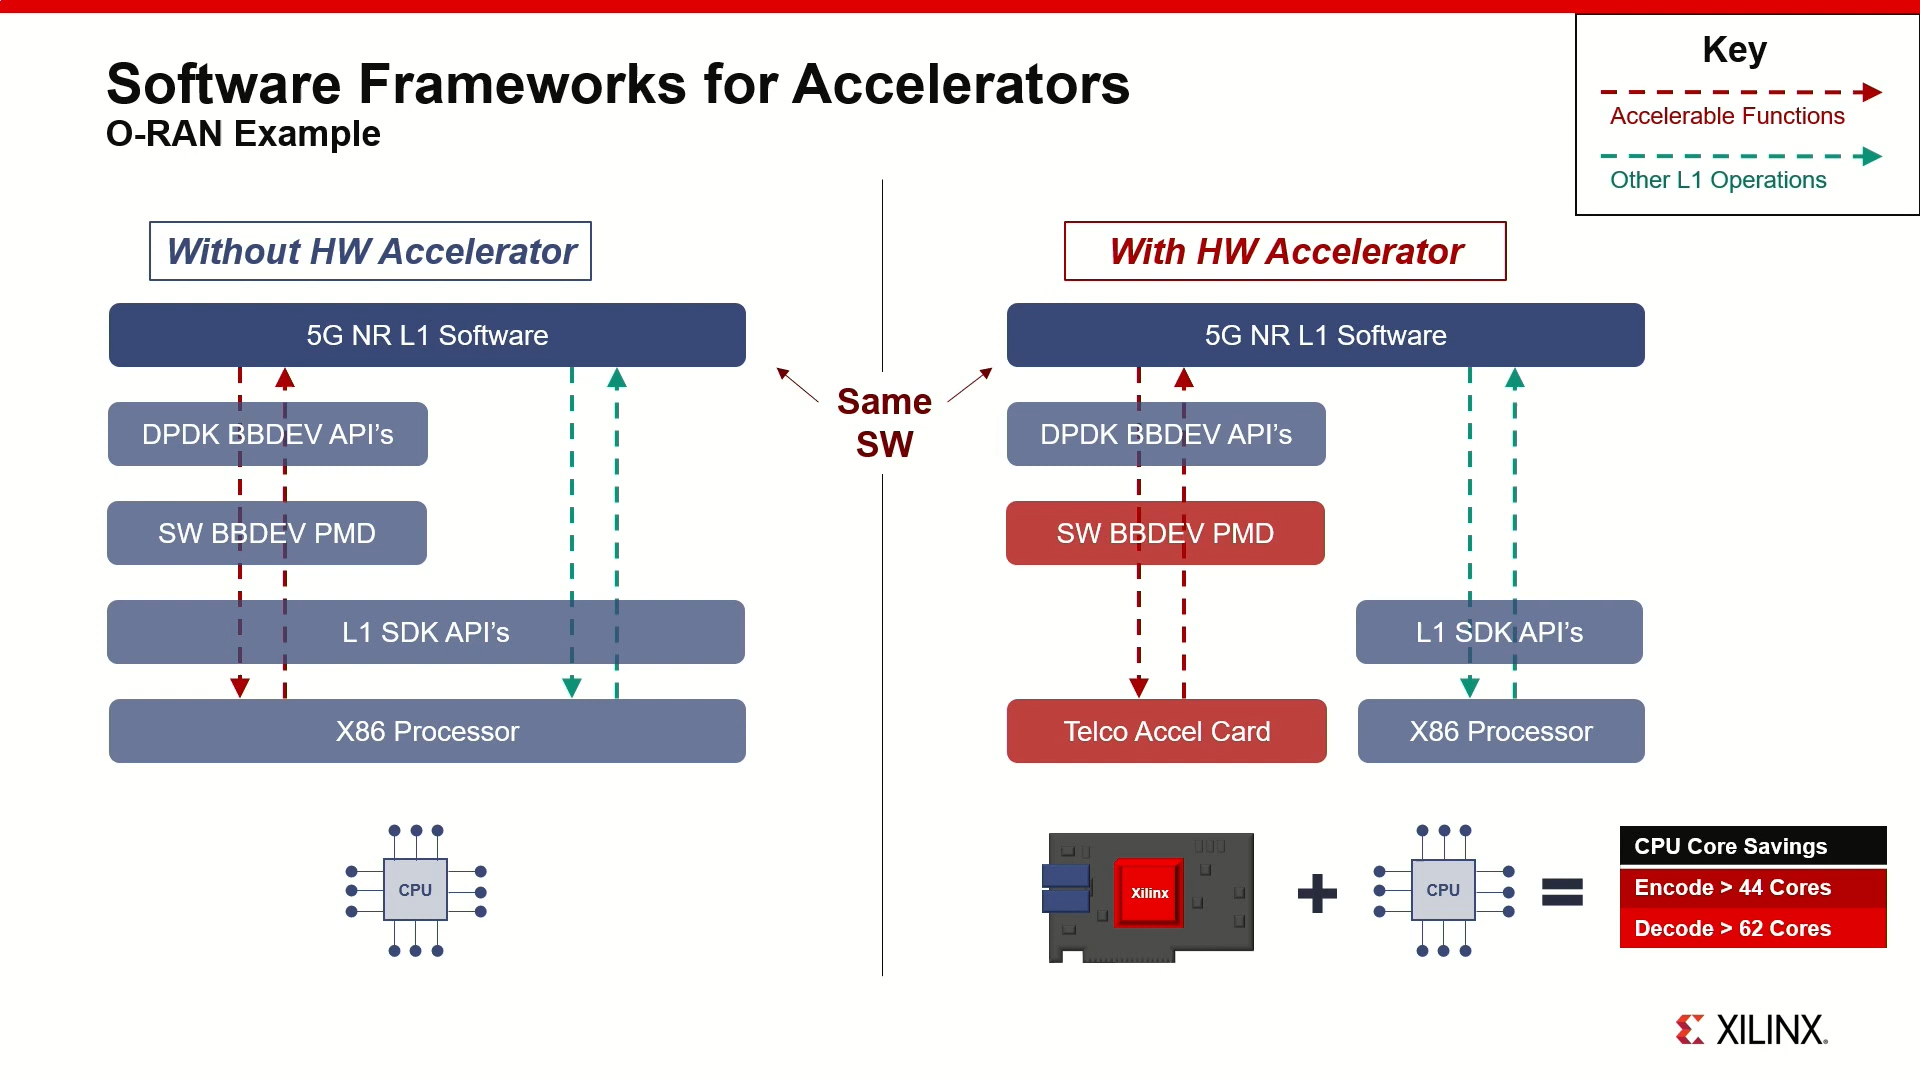 Software Frameworks for Accelerators
O-RAN Example
Key
Accelerable Functions
Other L1 Operations
Without HW Accelerator
5G NR L1 Software
DPDK BBDEV API's
SW BBDEV PMD
L1 SDK API's
X86 Processor
CPU
Same
SW
With HW Accelerator
5G NR L1 Software
DPDK BBDEV API's
SW BBDEV PMD
L1 SDK API's
Telco Accel Card
X86 Processor
Xilinx
+
CPU
=
CPU Core Savings
Encode > 44 Cores
Decode > 62 Cores
XILINX.